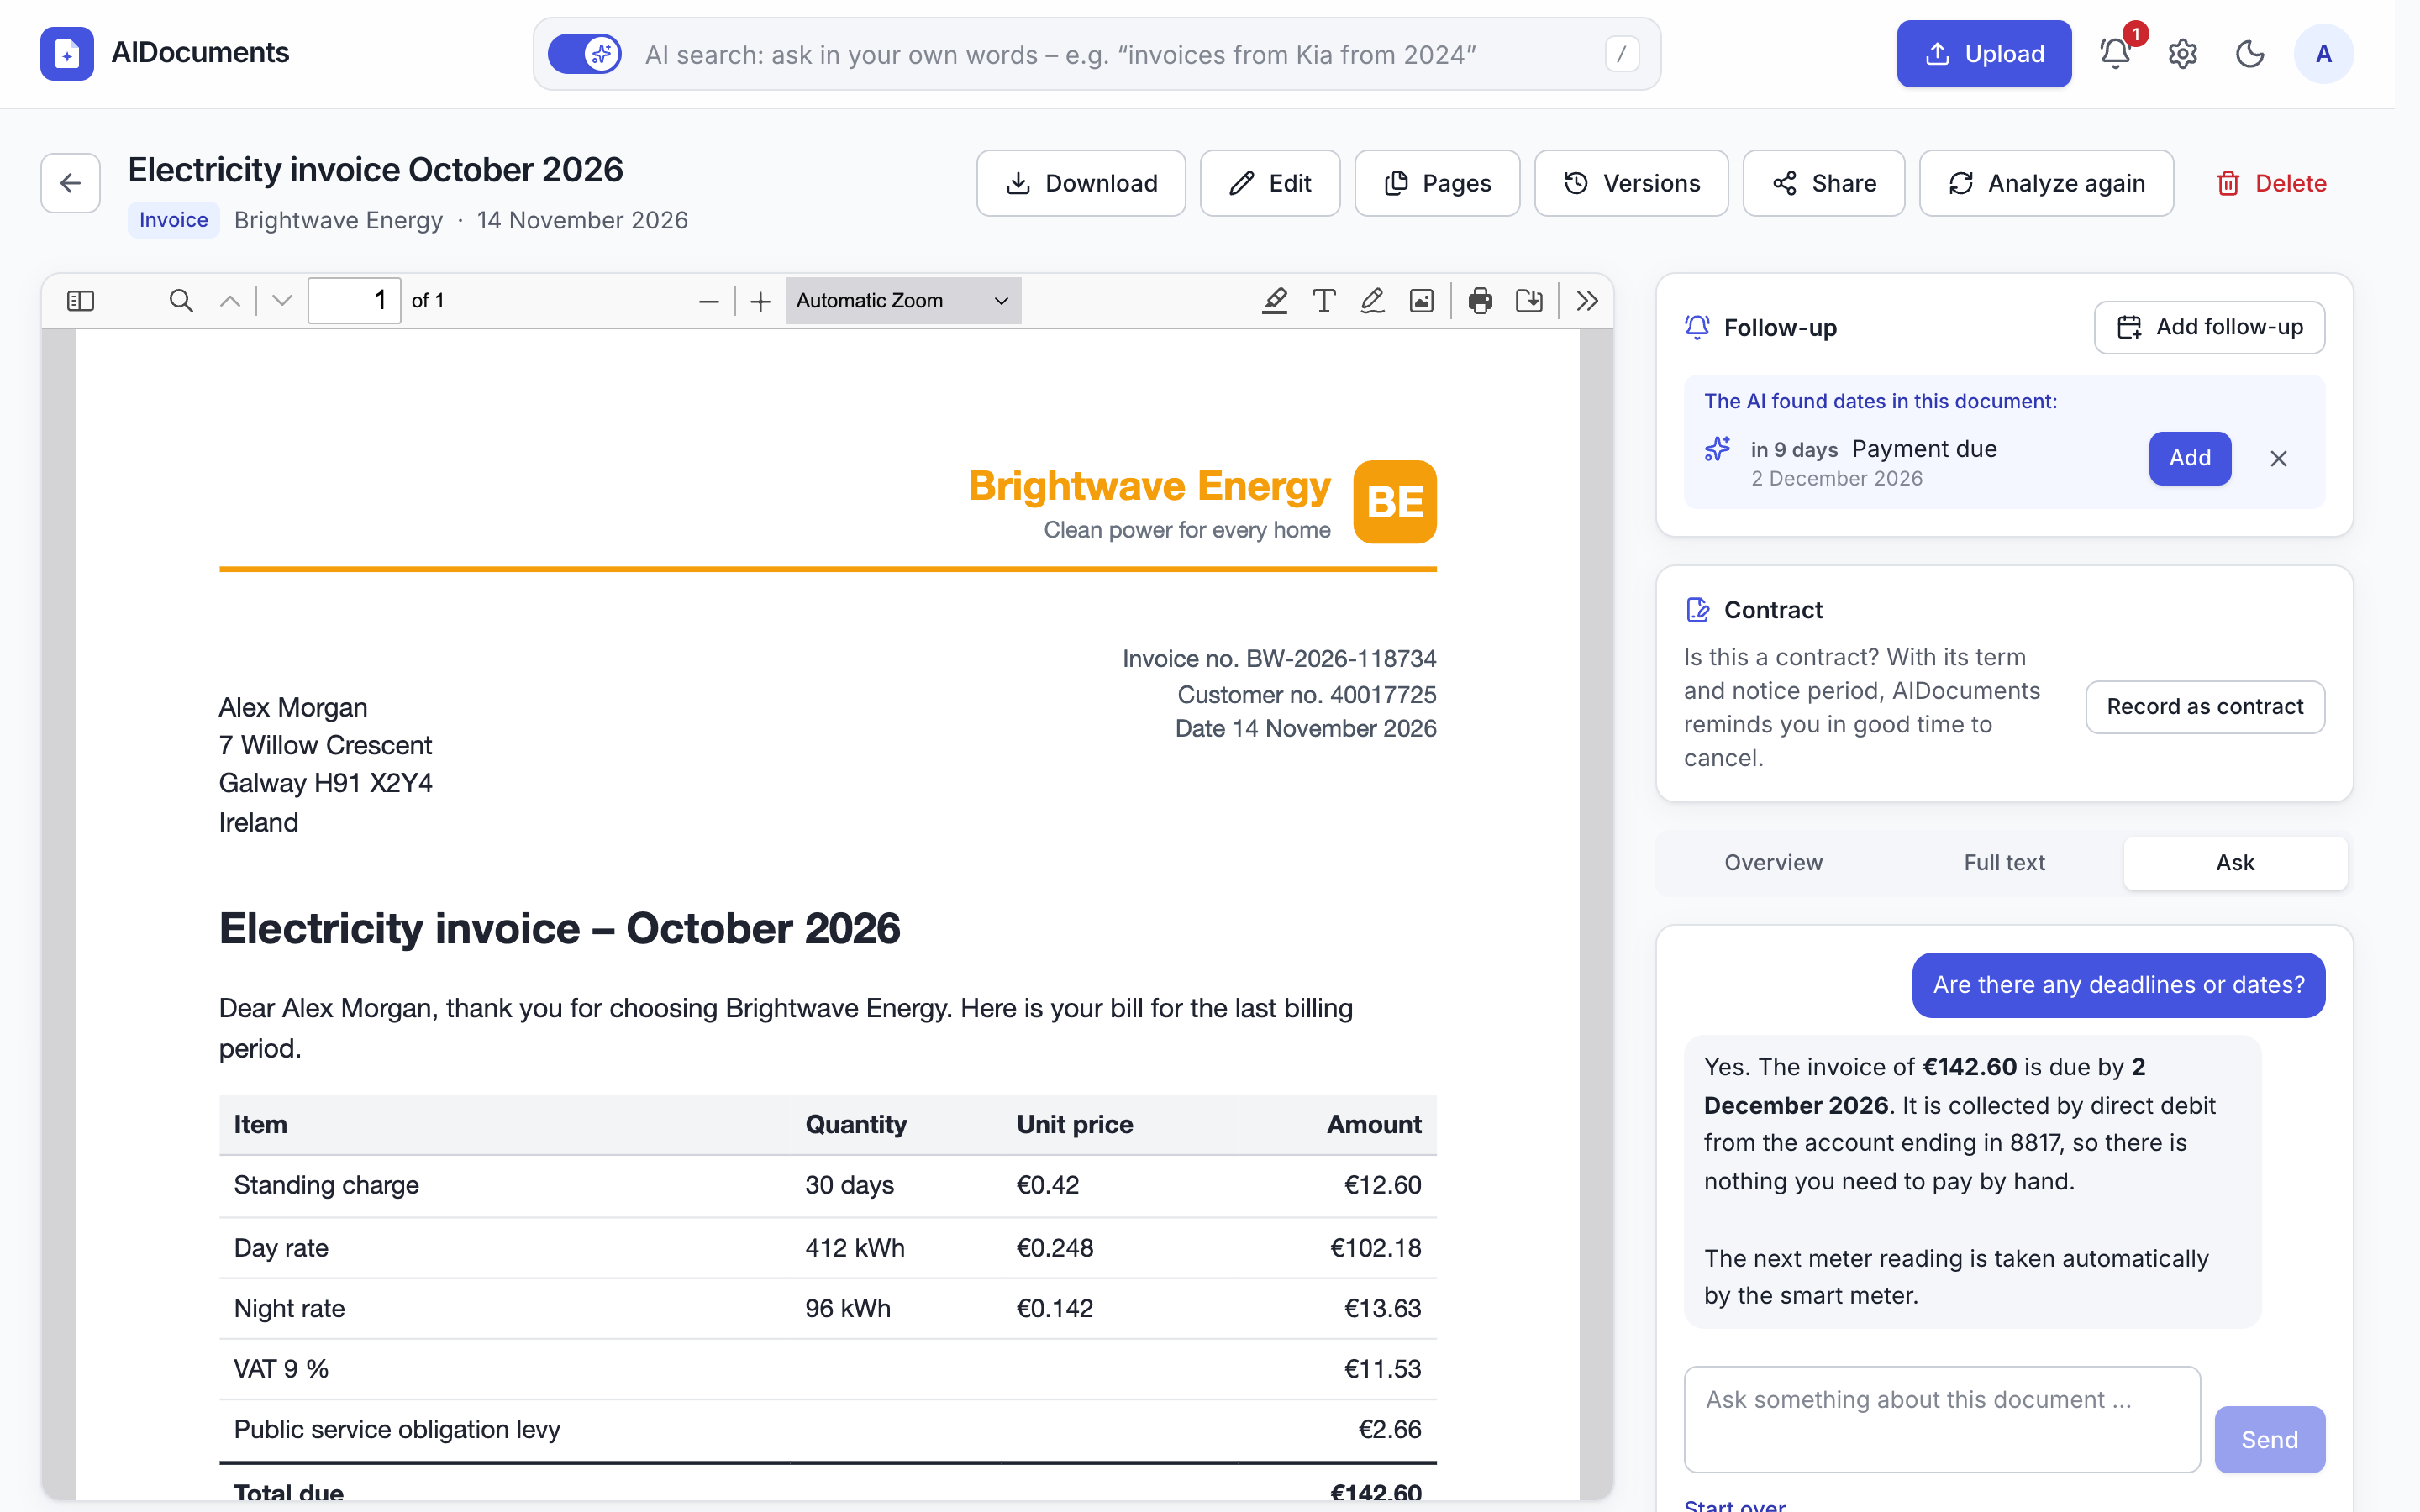 AIDocuments
AI search: ask in your own words – e.g. “invoices from Kia from 2024”
/
Upload
1
A
Electricity invoice October 2026
Invoice Brightwave Energy · 14 November 2026
Download
Edit
Pages
Versions
Share
Analyze again
Delete
1 of 1
Automatic Zoom
Brightwave Energy
Clean power for every home
BE
Invoice no. BW-2026-118734
Customer no. 40017725
Date 14 November 2026
Alex Morgan
7 Willow Crescent
Galway H91 X2Y4
Ireland
Electricity invoice – October 2026
Dear Alex Morgan, thank you for choosing Brightwave Energy. Here is your bill for the last billing
period.
Item Quantity Unit price Amount
Standing charge 30 days €0.42 €12.60
Day rate 412 kWh €0.248 €102.18
Night rate 96 kWh €0.142 €13.63
VAT 9 % €11.53
Public service obligation levy €2.66
Total due €142.60
Follow-up
Add follow-up
The AI found dates in this document:
in 9 days Payment due
2 December 2026
Add
Contract
Is this a contract? With its term
and notice period, AIDocuments
reminds you in good time to
cancel.
Record as contract
Overview
Full text
Ask
Are there any deadlines or dates?
Yes. The invoice of €142.60 is due by 2
December 2026. It is collected by direct debit
from the account ending in 8817, so there is
nothing you need to pay by hand.
The next meter reading is taken automatically
by the smart meter.
Ask something about this document ...
Send
Start over